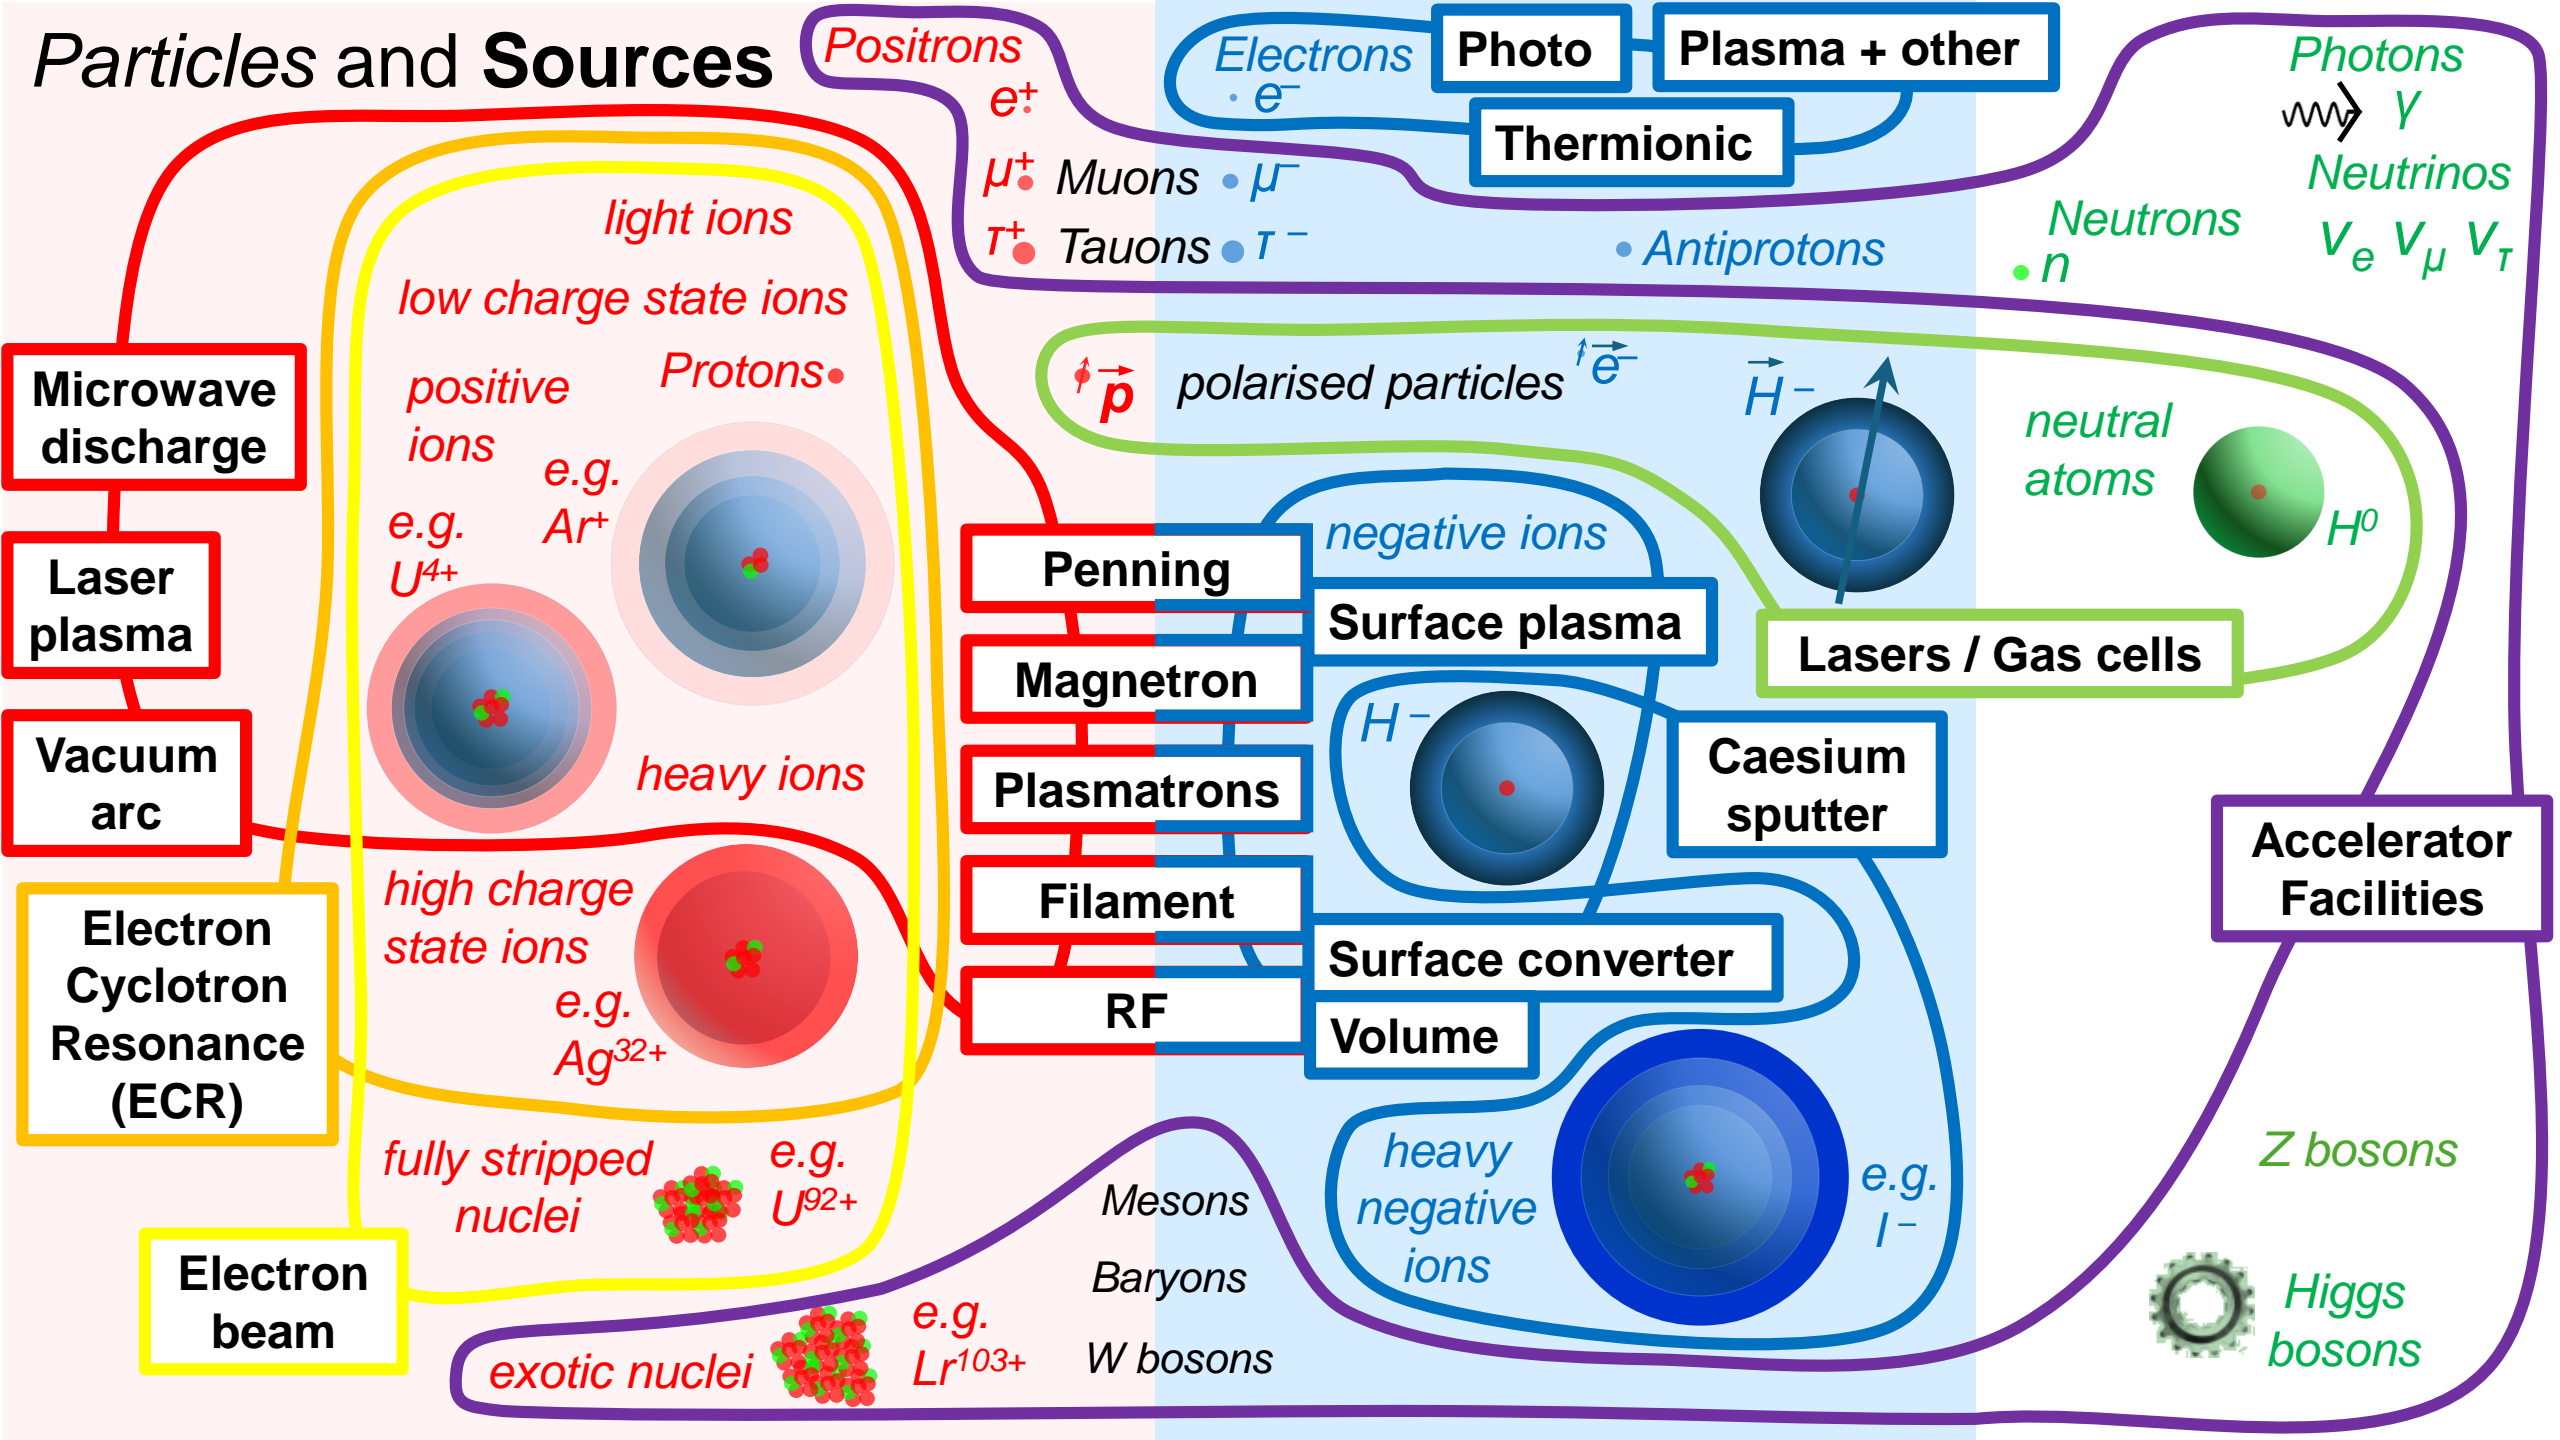 Particles and Sources
Positrons
e⁺
μ⁺ Muons μ⁻
τ⁺ Tauons τ⁻
Electrons
e⁻
Photo
Plasma + other
Thermionic
Antiprotons
Photons
γ
Neutrinos
νe νμ ντ
Neutrons
n
light ions
low charge state ions
Protons
positive
ions
e.g.
Ar⁺
e.g.
U⁴⁺
heavy ions
high charge
state ions
e.g.
Ag³²⁺
fully stripped
nuclei
e.g.
U⁹²⁺
exotic nuclei
e.g.
Lr¹⁰³⁺
Microwave
discharge
Laser
plasma
Vacuum
arc
Electron
Cyclotron
Resonance
(ECR)
Electron
beam
p⃗ polarised particles e⃗⁻
H⃗⁻
neutral
atoms
H⁰
Penning
Magnetron
Plasmatrons
Filament
RF
negative ions
Surface plasma
H⁻
Caesium
sputter
Surface converter
Volume
Lasers / Gas cells
Accelerator
Facilities
heavy
negative
ions
e.g.
I⁻
Mesons
Baryons
W bosons
Z bosons
Higgs
bosons